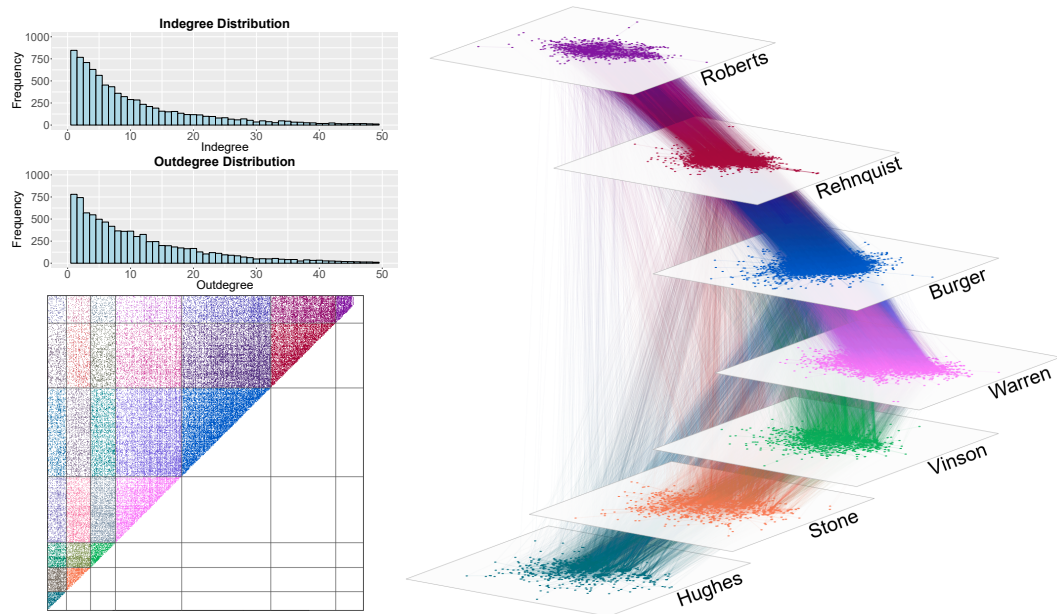 Indegree Distribution
1000
750
500
250
0
Frequency
0 10 20 30 40 50
Indegree
Outdegree Distribution
1000
750
500
250
0
Frequency
0 10 20 30 40 50
Outdegree
Roberts
Rehnquist
Burger
Warren
Vinson
Stone
Hughes